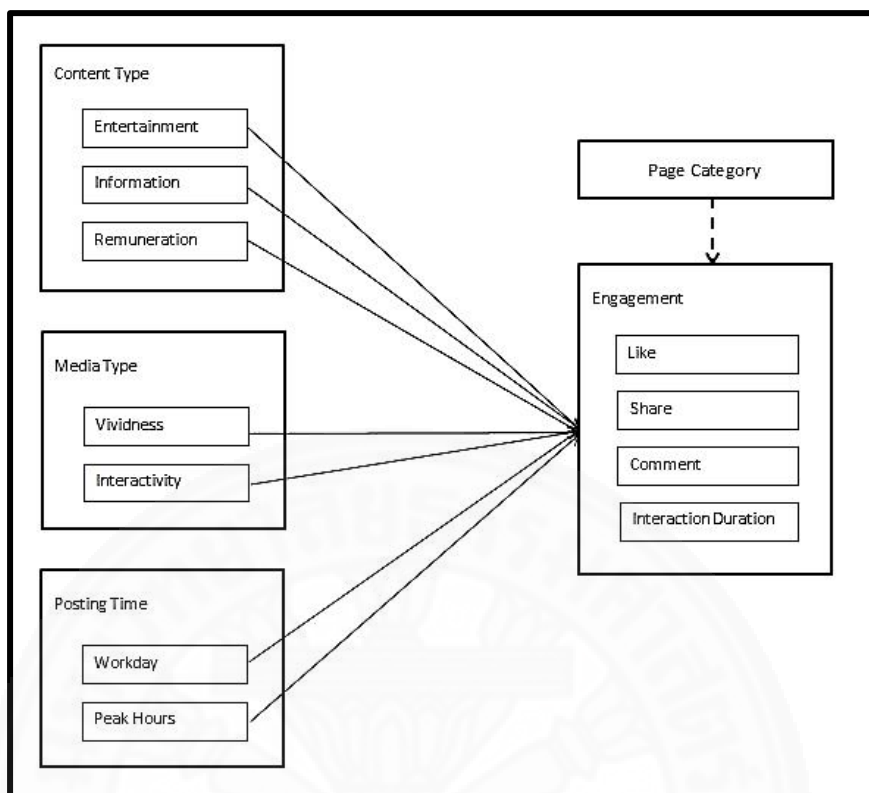 Content Type
Entertainment
Information
Remuneration
Media Type
Vividness
Interactivity
Posting Time
Workday
Peak Hours
Page Category
Engagement
Like
Share
Comment
Interaction Duration